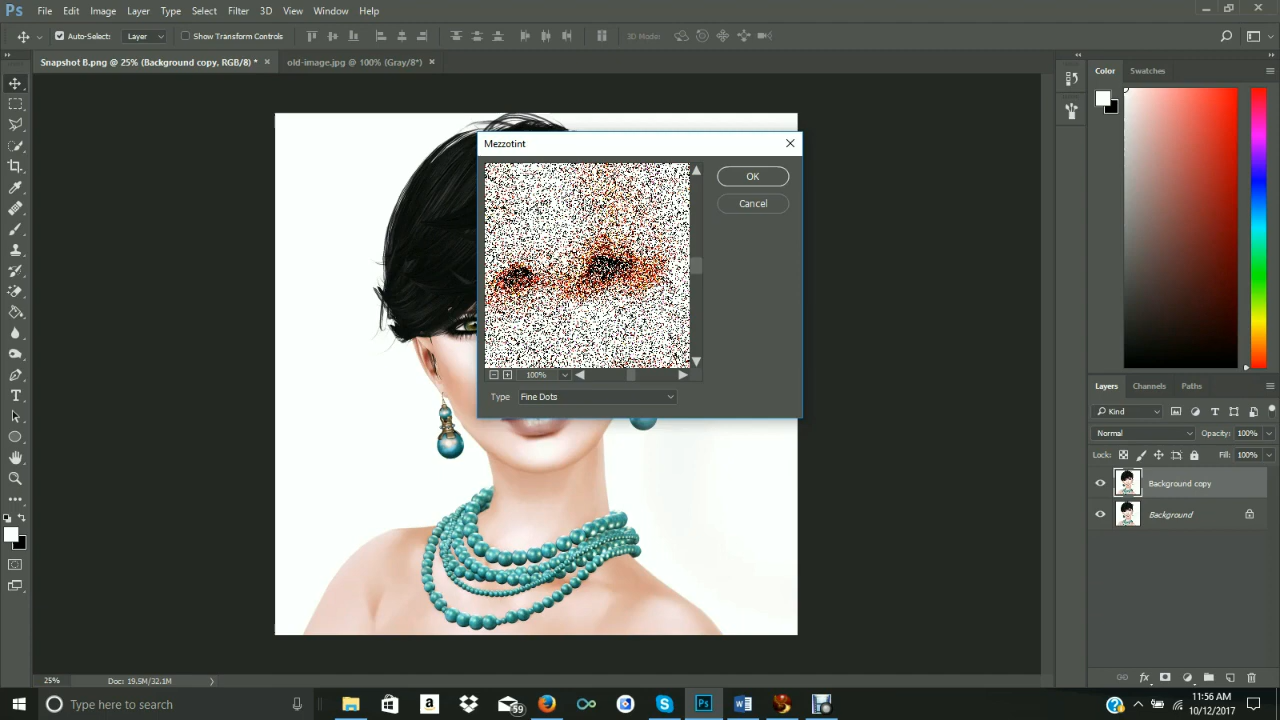 Ps File Edit Image Layer Type Select Filter 3D View Window Help
Auto-Select: Layer Show Transform Controls 3D Mode:
Snapshot B.png @ 25% (Background copy, RGB/8) * × old-image.jpg @ 100% (Gray/8*) ×
Color Swatches
Mezzotint
OK
Cancel
100%
Type Fine Dots
Layers Channels Paths
Kind
Normal Opacity: 100%
Lock: Fill: 100%
Background copy
Background
25% Doc: 19.5M/32.1M
Type here to search
59
Ps
11:56 AM
10/12/2017